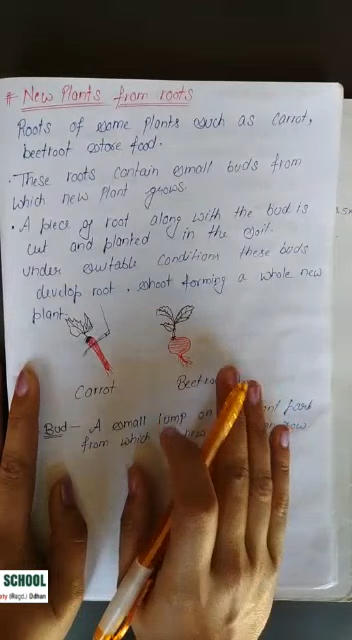 # New Plants from roots
Roots of some plants such as carrot,
beetroot store food.
• These roots contain small buds from
which new plant grows.
• A piece of root along with the bud is
cut and planted in the soil.
under suitable conditions these buds
develop root. shoot forming a whole new
plant.
Carrot
Bud - A small lump on
from which
SCHOOL
ety (Regd.) Odhan